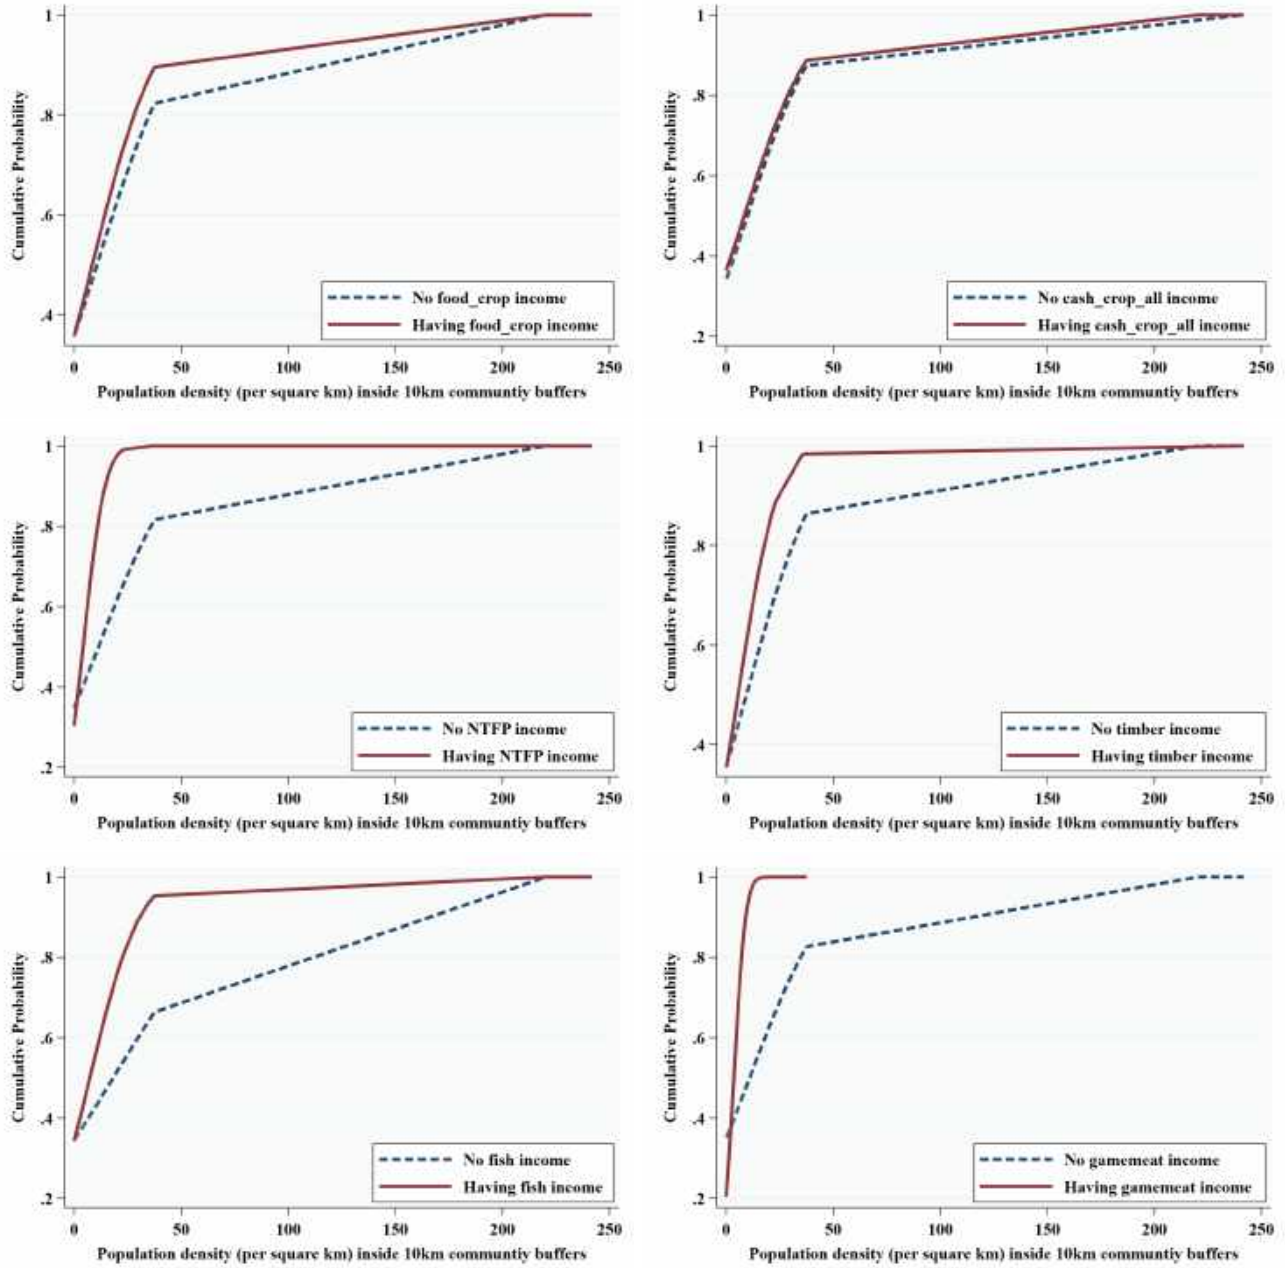 Cumulative Probability
1
.8
.6
.4
No food_crop income
Having food_crop income
0 50 100 150 200 250
Population density (per square km) inside 10km communtiy buffers
Cumulative Probability
1
.8
.6
.4
.2
No cash_crop_all income
Having cash_crop_all income
0 50 100 150 200 250
Population density (per square km) inside 10km communtiy buffers
Cumulative Probability
1
.8
.6
.4
.2
No NTFP income
Having NTFP income
0 50 100 150 200 250
Population density (per square km) inside 10km communtiy buffers
Cumulative Probability
1
.8
.6
.4
No timber income
Having timber income
0 50 100 150 200 250
Population density (per square km) inside 10km communtiy buffers
Cumulative Probability
1
.8
.6
.4
.2
No fish income
Having fish income
0 50 100 150 200 250
Population density (per square km) inside 10km communtiy buffers
Cumulative Probability
1
.8
.6
.4
.2
No gamemeat income
Having gamemeat income
0 50 100 150 200 250
Population density (per square km) inside 10km communtiy buffers